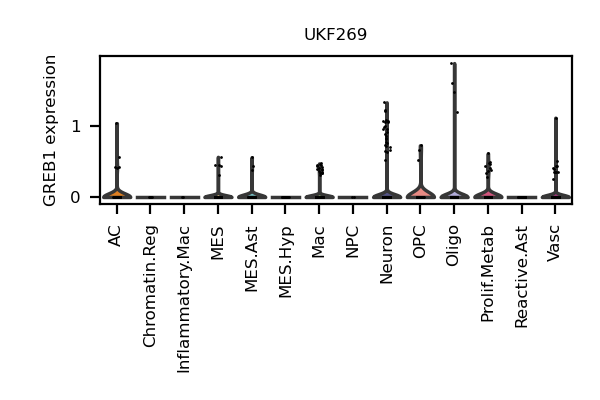 UKF269
GREB1 expression
1
0
AC
Chromatin.Reg
Inflammatory.Mac
MES
MES.Ast
MES.Hyp
Mac
NPC
Neuron
OPC
Oligo
Prolif.Metab
Reactive.Ast
Vasc